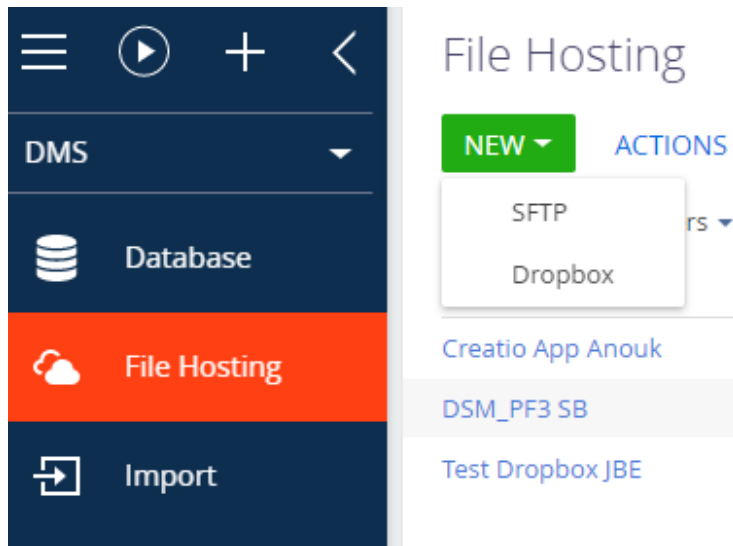 DMS
Database
File Hosting
Import
File Hosting
NEW
ACTIONS
SFTP
rs
Dropbox
Creatio App Anouk
DSM_PF3 SB
Test Dropbox JBE